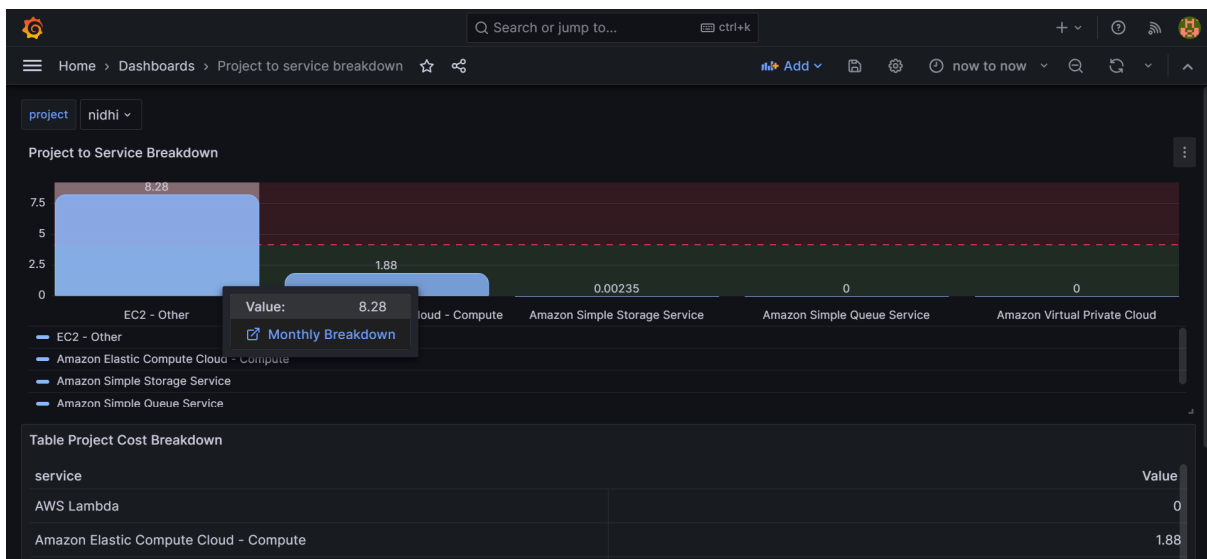 Search or jump to... ctrl+k
Home › Dashboards › Project to service breakdown Add now to now
project nidhi
Project to Service Breakdown
7.5
5
2.5
0
8.28
1.88
0.00235
0
0
EC2 - Other loud - Compute Amazon Simple Storage Service Amazon Simple Queue Service Amazon Virtual Private Cloud
Value: 8.28
Monthly Breakdown
EC2 - Other
Amazon Elastic Compute Cloud - Compute
Amazon Simple Storage Service
Amazon Simple Queue Service
Table Project Cost Breakdown
service Value
AWS Lambda 0
Amazon Elastic Compute Cloud - Compute 1.88